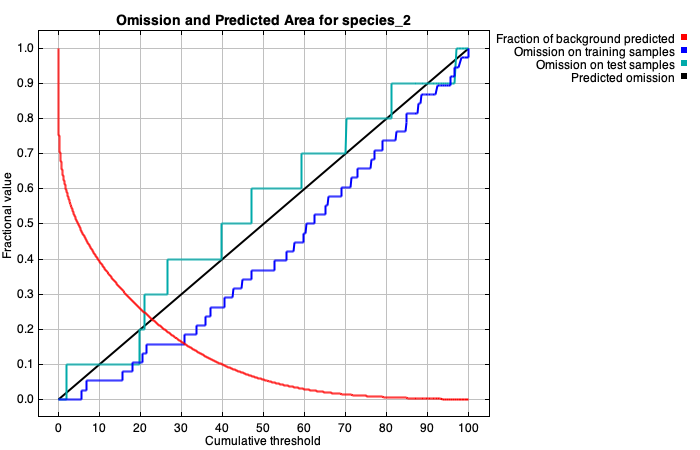 Omission and Predicted Area for species_2
Fraction of background predicted
Omission on training samples
Omission on test samples
Predicted omission
Fractional value
1.0
0.9
0.8
0.7
0.6
0.5
0.4
0.3
0.2
0.1
0.0
0 10 20 30 40 50 60 70 80 90 100
Cumulative threshold